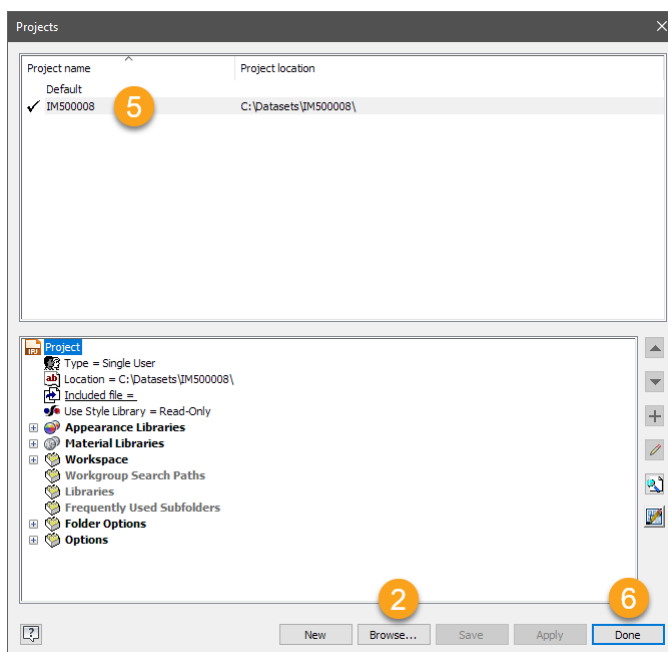 Projects
Project name Project location
Default
IM500008 5 C:\Datasets\IM500008\
IPJ Project
Type = Single User
ab Location = C:\Datasets\IM500008\
Included file =
Use Style Library = Read-Only
Appearance Libraries
Material Libraries
Workspace
Workgroup Search Paths
Libraries
Frequently Used Subfolders
Folder Options
Options
2 6
? New Browse... Save Apply Done